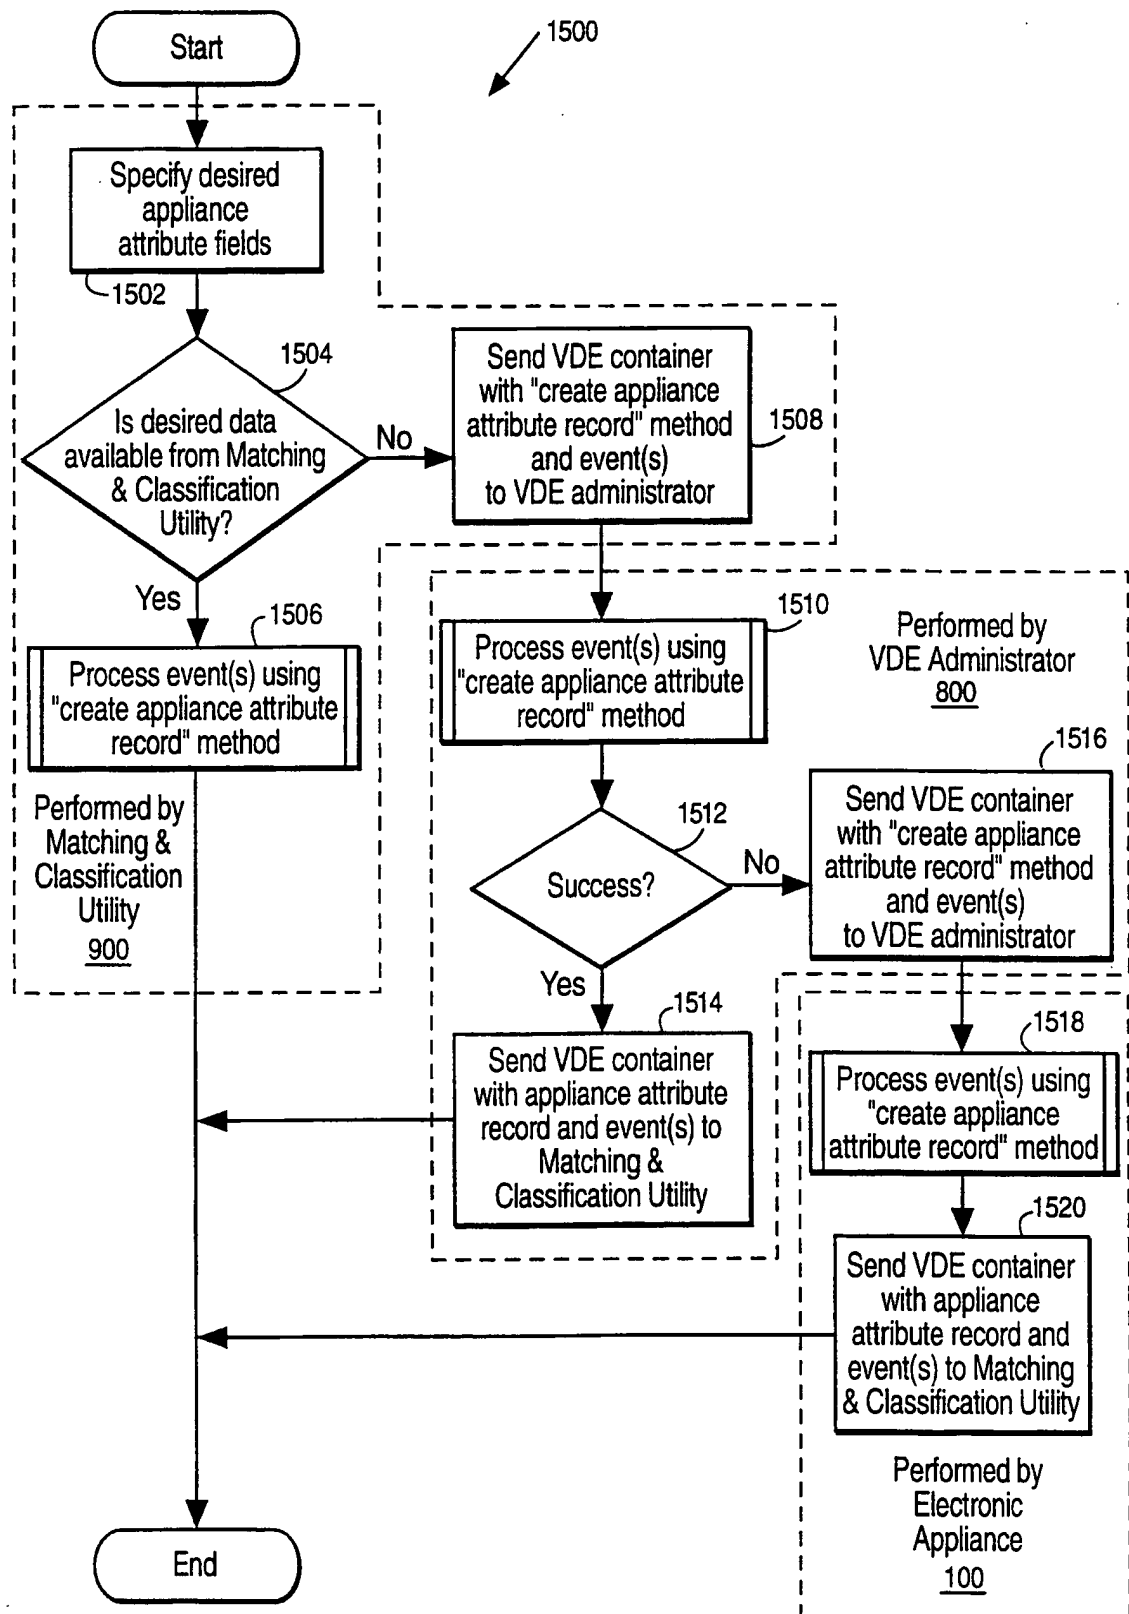 Start
1500
Specify desired
appliance
attribute fields
1502
1504
Is desired data
available from Matching
& Classification
Utility?
No
Yes
Send VDE container
with "create appliance
attribute record" method
and event(s)
to VDE administrator
1508
1506
Process event(s) using
"create appliance attribute
record" method
Performed by
Matching &
Classification
Utility
900
1510
Process event(s) using
"create appliance attribute
record" method
Performed by
VDE Administrator
800
1512
Success?
No
Yes
1516
Send VDE container
with "create appliance
attribute record" method
and event(s)
to VDE administrator
1514
Send VDE container
with appliance attribute
record and event(s) to
Matching &
Classification Utility
1518
Process event(s) using
"create appliance
attribute record" method
1520
Send VDE container
with appliance
attribute record and
event(s) to Matching
& Classification Utility
Performed by
Electronic
Appliance
100
End